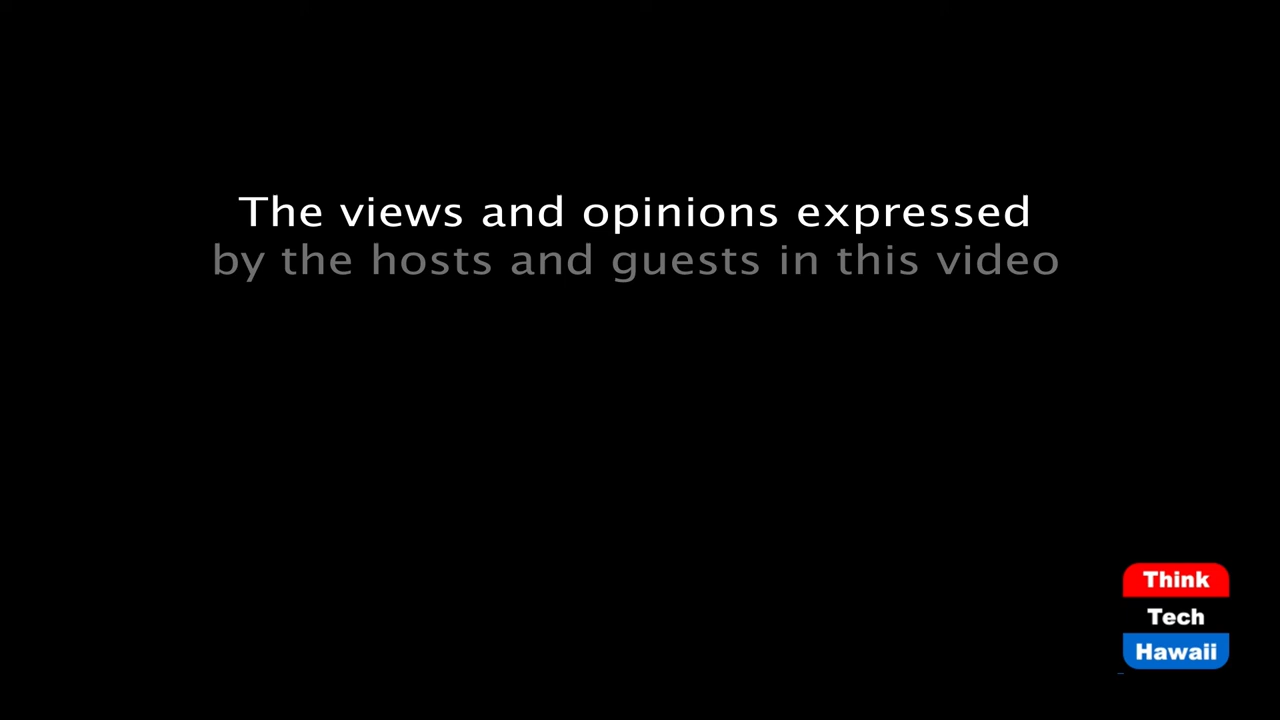 The views and opinions expressed
by the hosts and guests in this video
Think
Tech
Hawaii